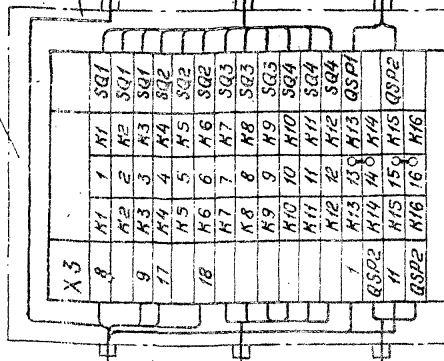 X3
8 K1 1 K1 SQ1
K2 2 K2 SQ1
9 K3 3 K3 SQ1
17 K4 4 K4 SQ2
K5 5 K5 SQ2
18 K6 6 K6 SQ2
K7 7 K7 SQ3
K8 8 K8 SQ3
K9 9 K9 SQ3
K10 10 K10 SQ4
K11 11 K11 SQ4
K12 12 K12 SQ4
1 K13 13 K13 QSP1
QSP2 K14 14 K14
11 K15 15 K15 QSP2
QSP2 K16 16 K16